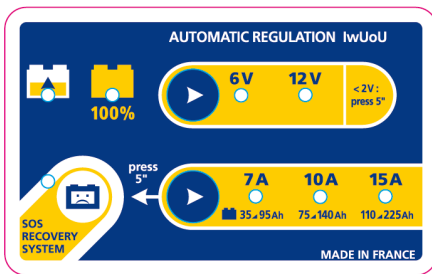 AUTOMATIC REGULATION IwUoU
6V 12V
< 2V :
press 5"
100%
press
5"
7A 10A 15A
35⊿95Ah 75⊿140Ah 110⊿225Ah
SOS
RECOVERY
SYSTEM
MADE IN FRANCE